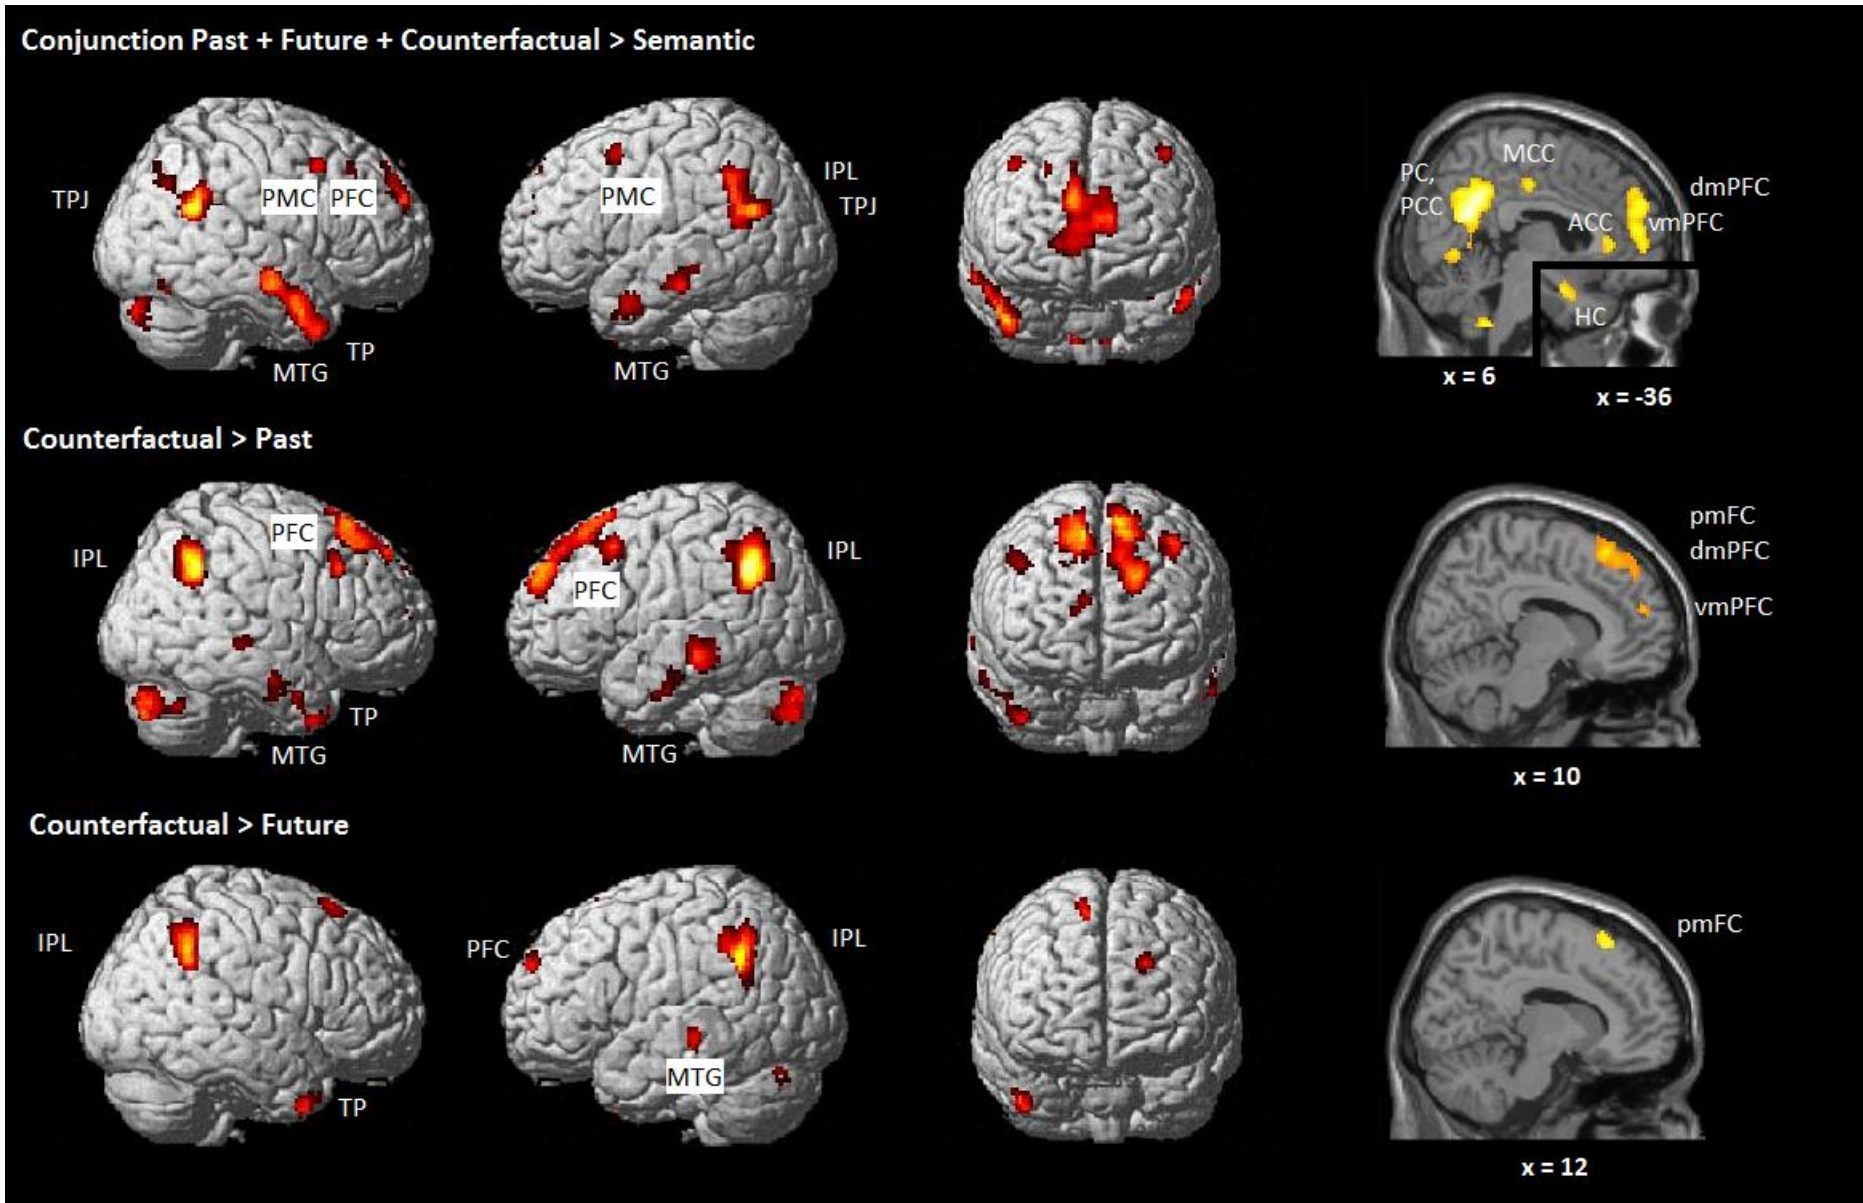 Conjunction Past + Future + Counterfactual > Semantic
TPJ
PMC
PFC
TP
MTG
PMC
IPL
TPJ
MTG
PC,
PCC
MCC
ACC
dmPFC
vmPFC
HC
x = 6
x = -36
Counterfactual > Past
IPL
PFC
TP
MTG
PFC
IPL
MTG
pmFC
dmPFC
vmPFC
x = 10
Counterfactual > Future
IPL
TP
PFC
IPL
MTG
pmFC
x = 12